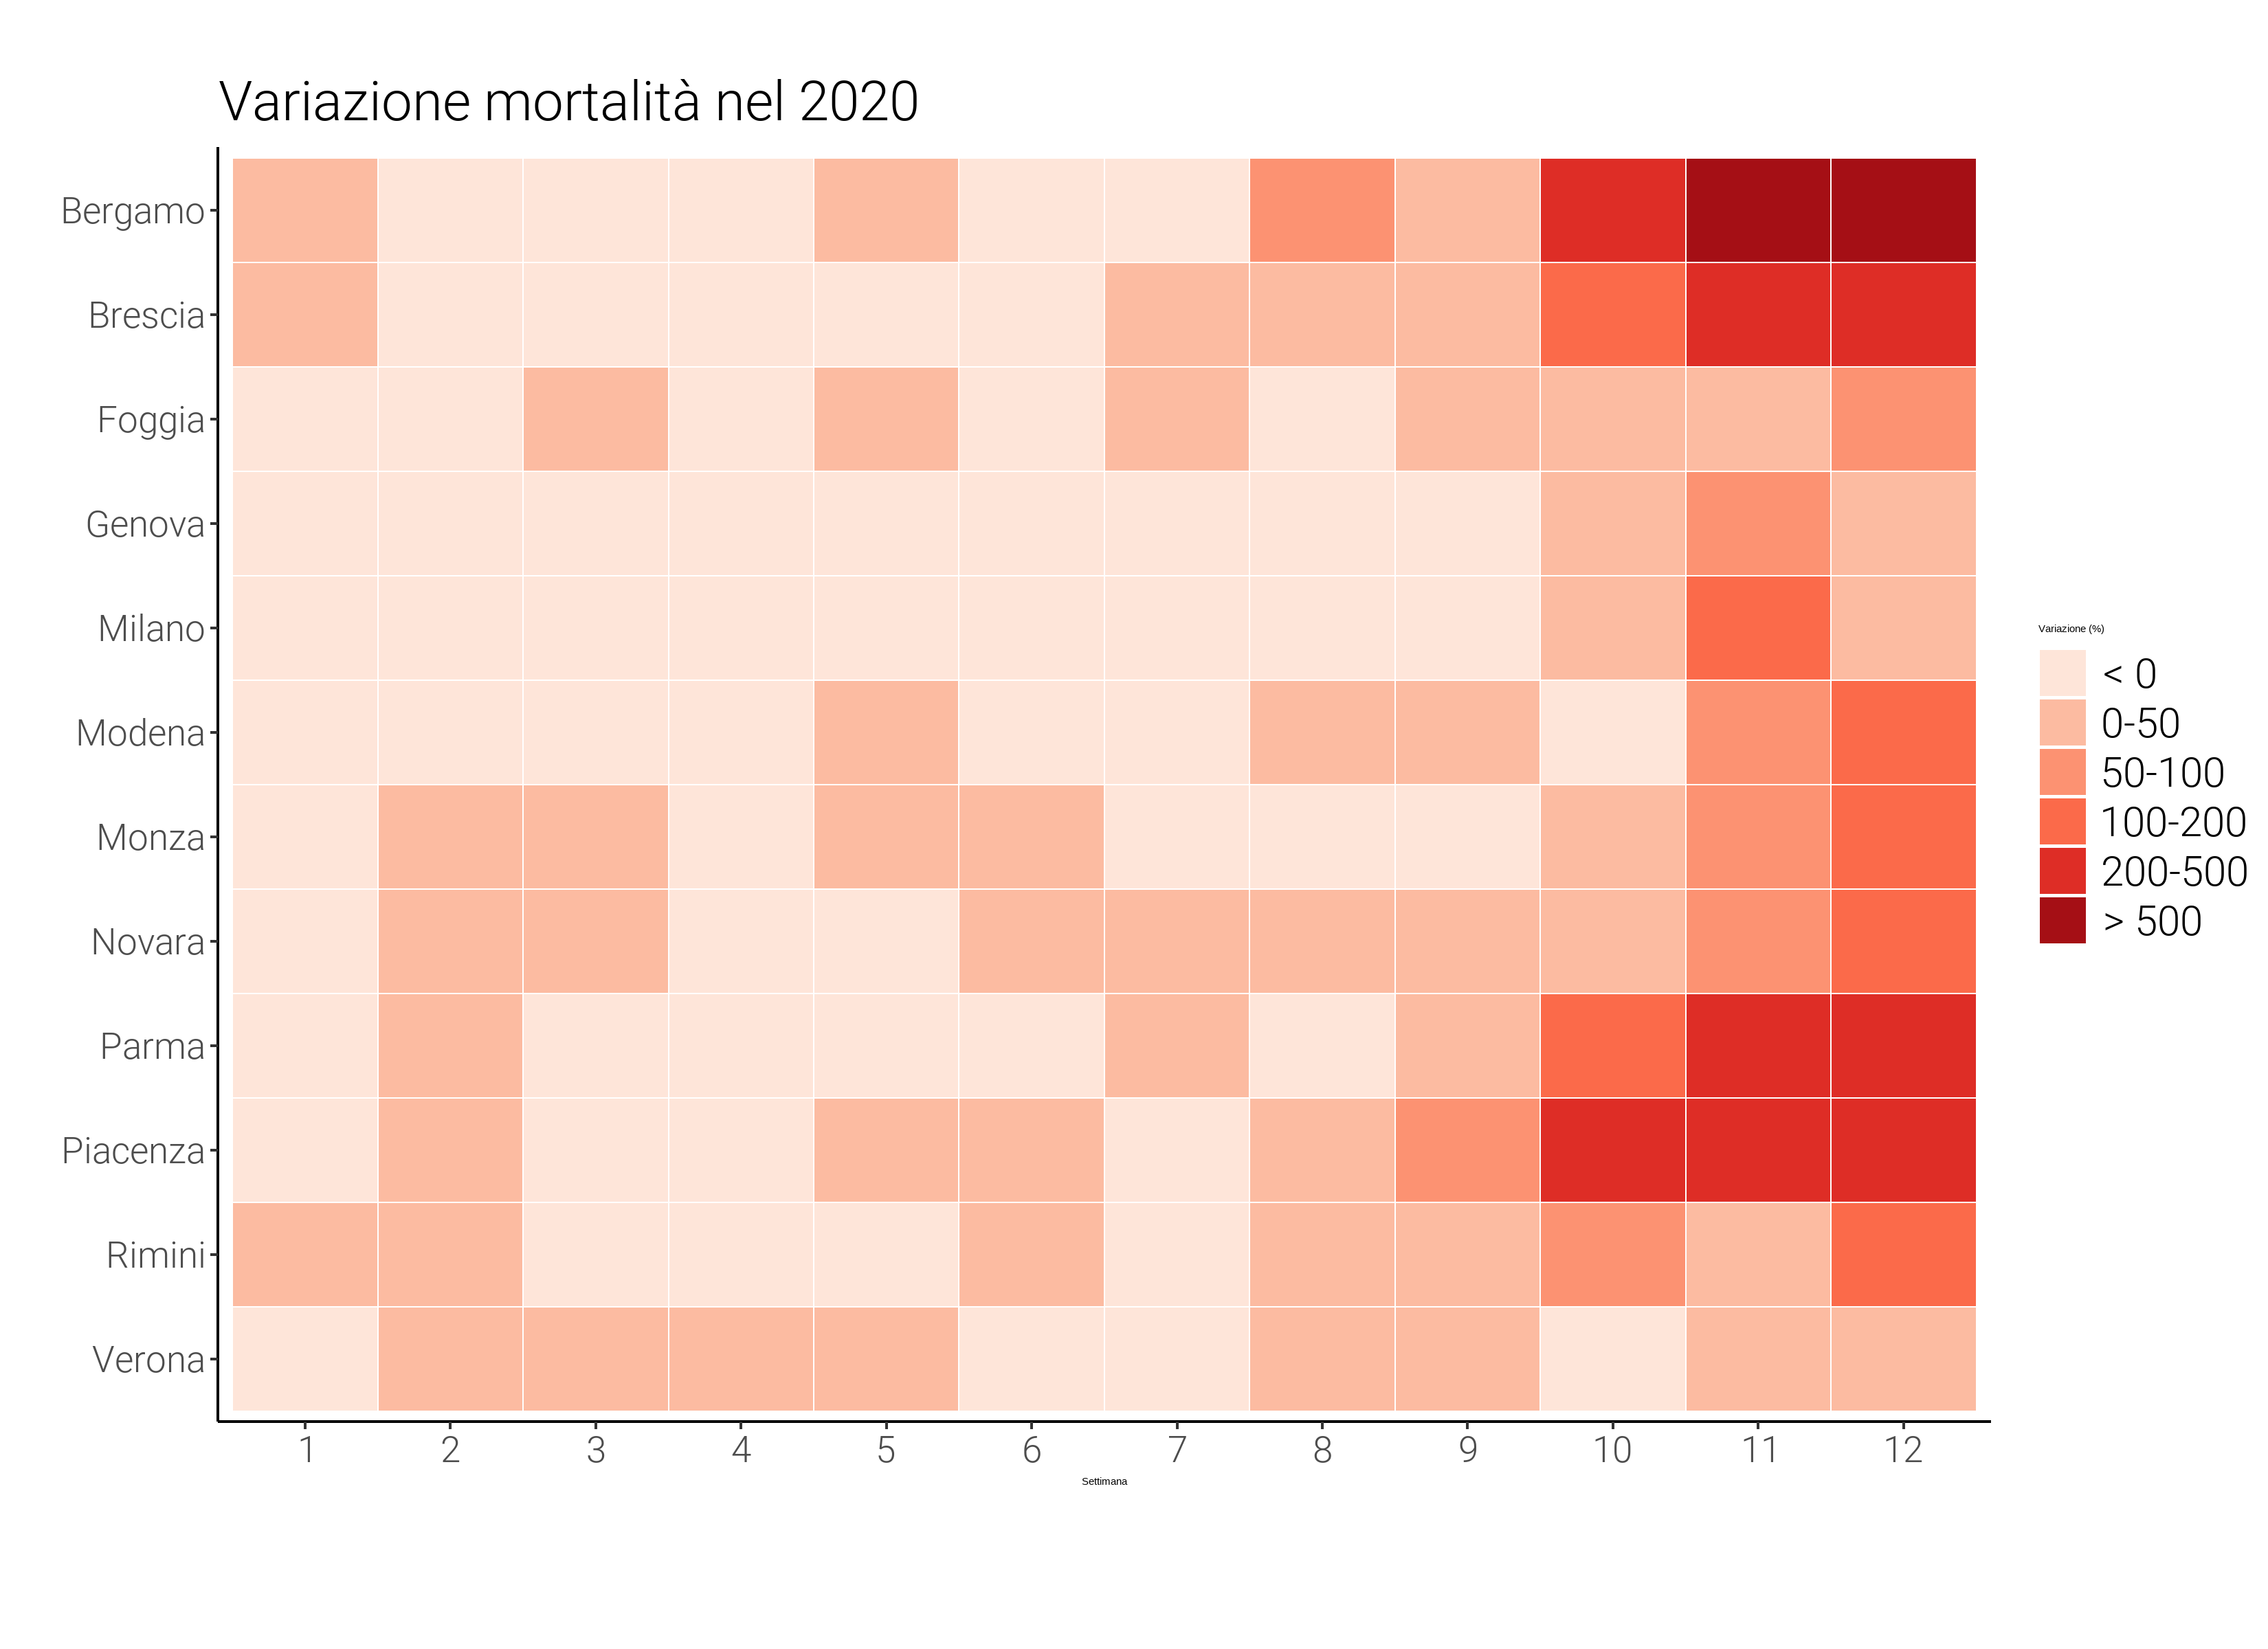 Variazione mortalità nel 2020
Bergamo
Brescia
Foggia
Genova
Milano
Modena
Monza
Novara
Parma
Piacenza
Rimini
Verona
1 2 3 4 5 6 7 8 9 10 11 12
Settimana
Variazione (%)
< 0
0-50
50-100
100-200
200-500
> 500